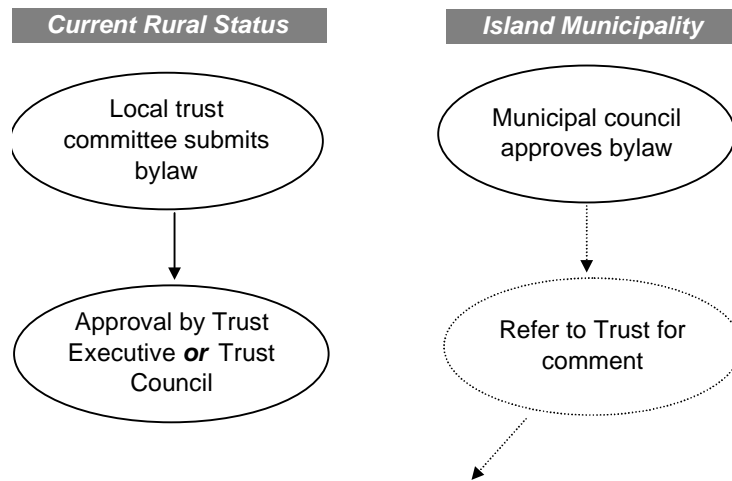 Current Rural Status
Island Municipality
Local trust
committee submits
bylaw
Municipal council
approves bylaw
Approval by Trust
Executive or Trust
Council
Refer to Trust for
comment